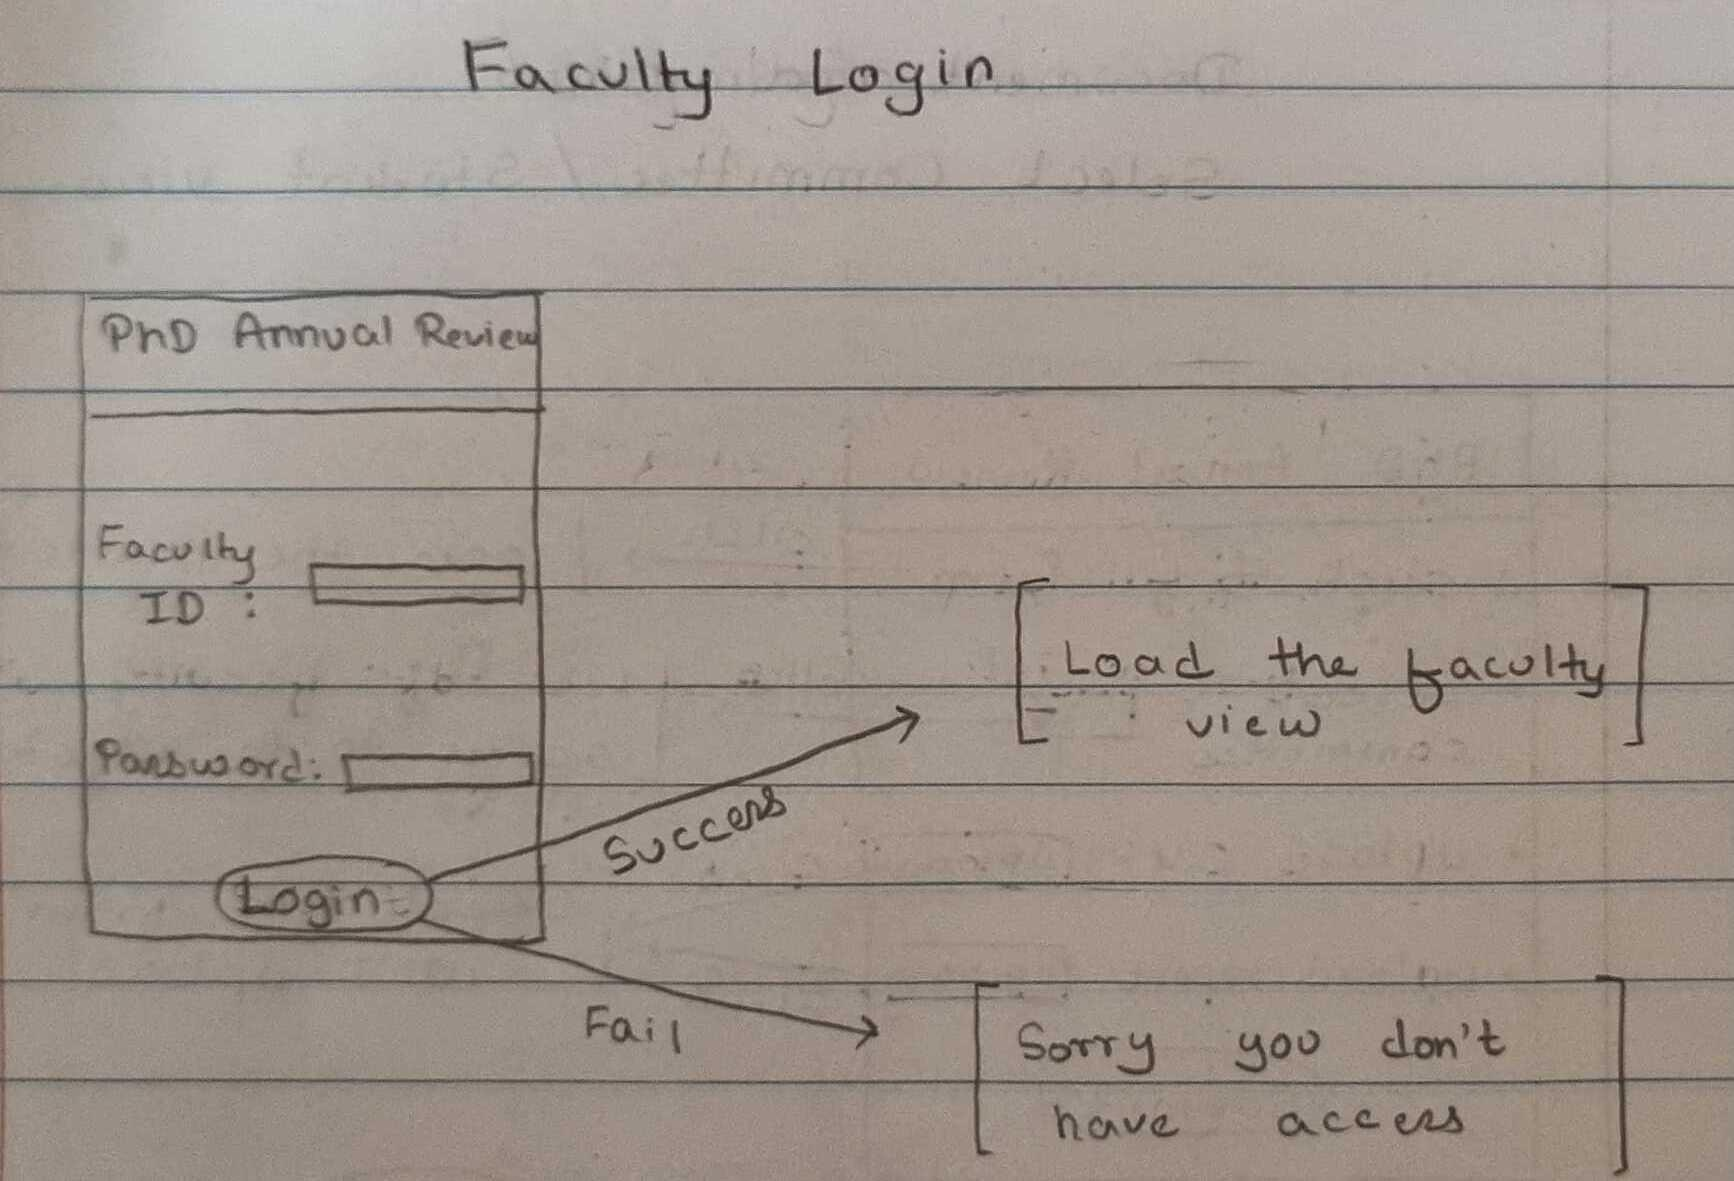 Faculty Login
PhD Annual Review
Faculty
ID :
Password:
Login
Success
Load the faculty
view
Fail
Sorry you don't
have access